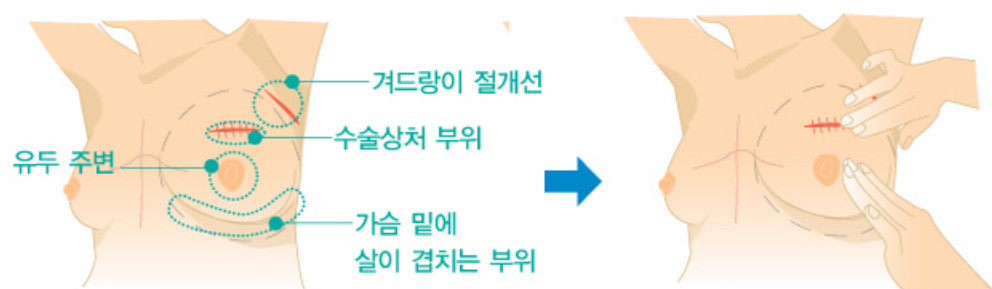 겨드랑이 절개선
수술상처 부위
유두 주변
가슴 밑에
살이 겹치는 부위